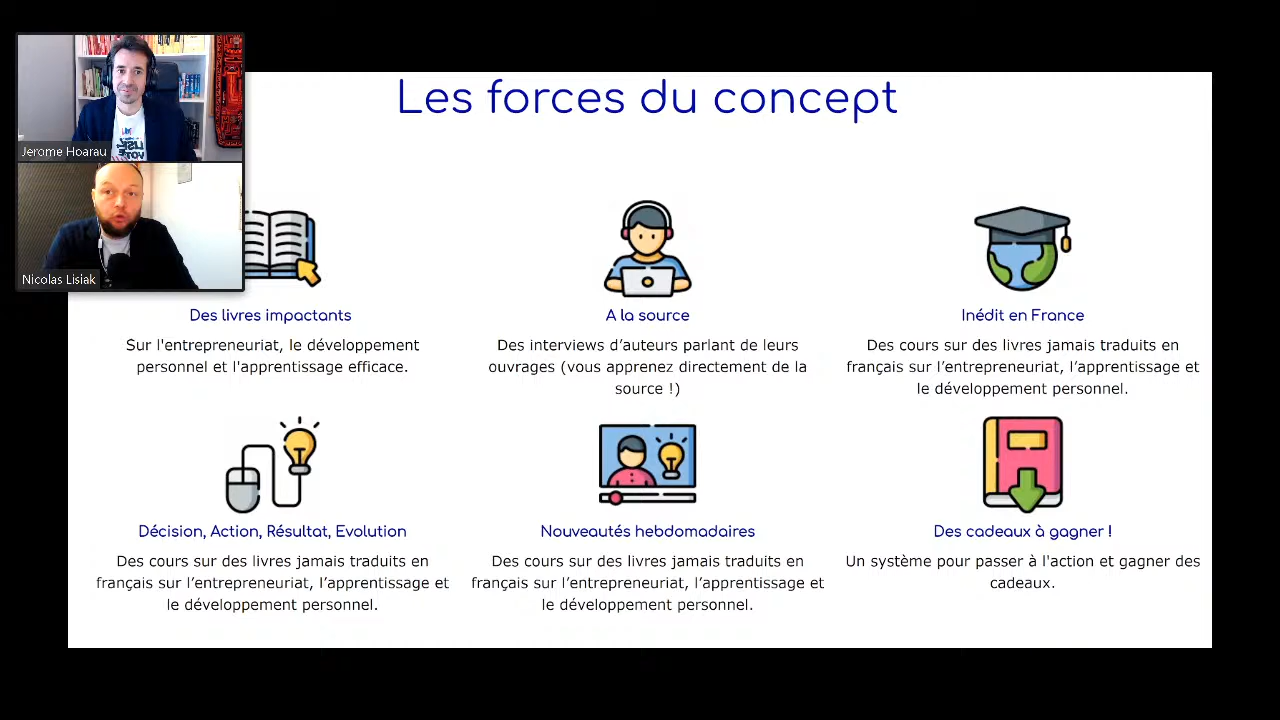 Les forces du concept
Jerome Hoarau
Nicolas Lisiak
Des livres impactants
Sur l'entrepreneuriat, le développement
personnel et l'apprentissage efficace.
A la source
Des interviews d’auteurs parlant de leurs
ouvrages (vous apprenez directement de la
source !)
Inédit en France
Des cours sur des livres jamais traduits en
français sur l’entrepreneuriat, l’apprentissage et
le développement personnel.
Décision, Action, Résultat, Evolution
Des cours sur des livres jamais traduits en
français sur l’entrepreneuriat, l’apprentissage et
le développement personnel.
Nouveautés hebdomadaires
Des cours sur des livres jamais traduits en
français sur l’entrepreneuriat, l’apprentissage et
le développement personnel.
Des cadeaux à gagner !
Un système pour passer à l'action et gagner des
cadeaux.